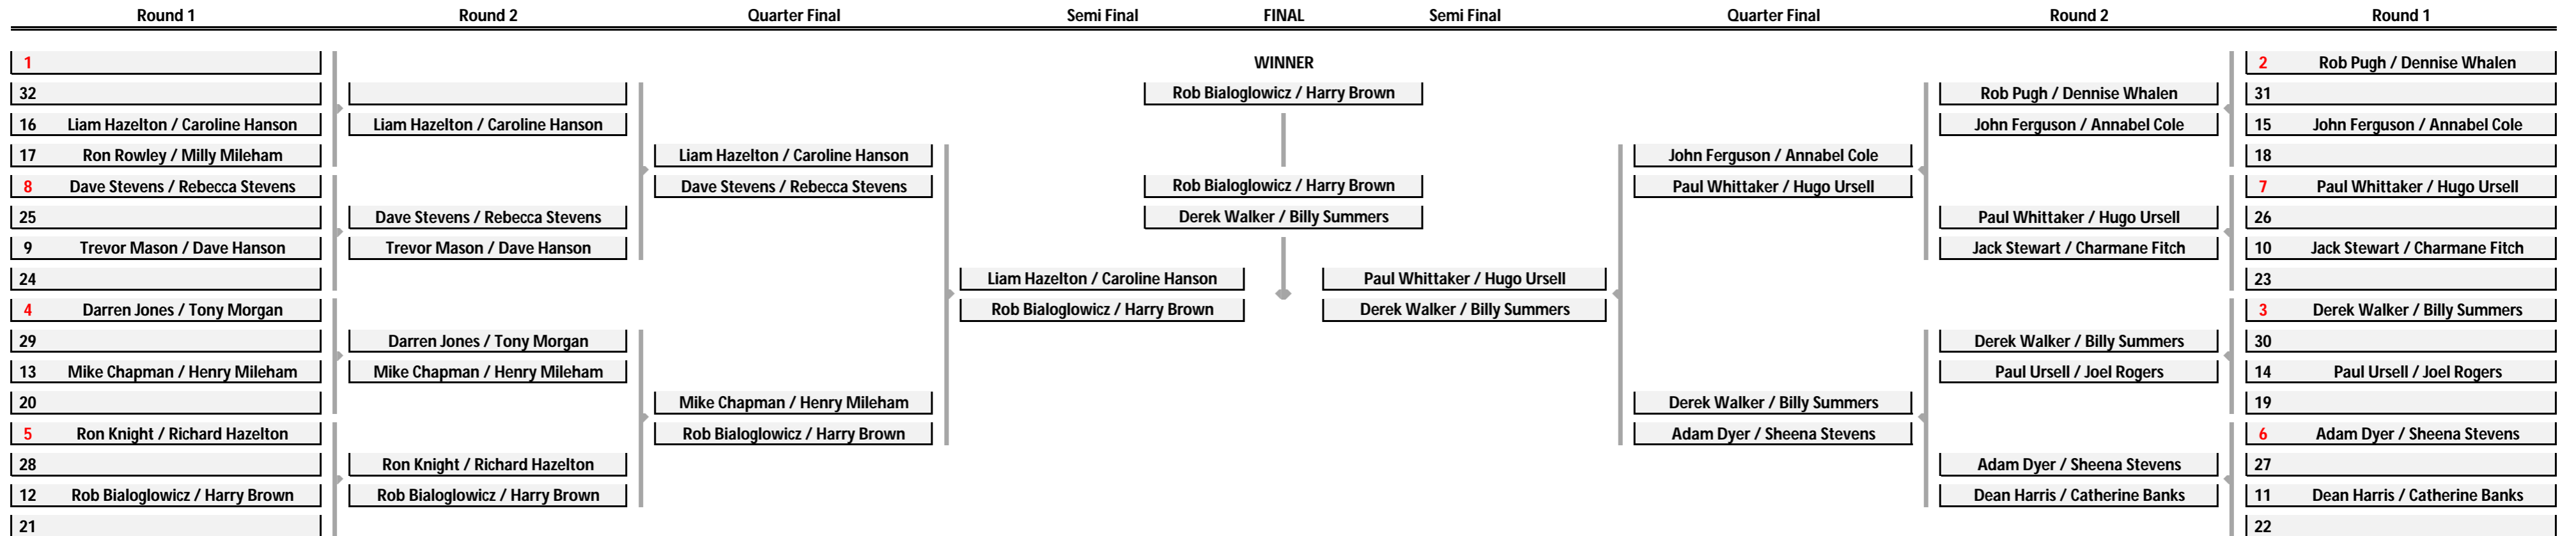 Round 1 Round 2 Quarter Final Semi Final FINAL Semi Final Quarter Final Round 2 Round 1
1 WINNER 2 Rob Pugh / Dennise Whalen
32 Rob Bialoglowicz / Harry Brown Rob Pugh / Dennise Whalen 31
16 Liam Hazelton / Caroline Hanson Liam Hazelton / Caroline Hanson John Ferguson / Annabel Cole 15 John Ferguson / Annabel Cole
17 Ron Rowley / Milly Mileham Liam Hazelton / Caroline Hanson John Ferguson / Annabel Cole 18
8 Dave Stevens / Rebecca Stevens Dave Stevens / Rebecca Stevens Rob Bialoglowicz / Harry Brown Paul Whittaker / Hugo Ursell 7 Paul Whittaker / Hugo Ursell
25 Dave Stevens / Rebecca Stevens Derek Walker / Billy Summers Paul Whittaker / Hugo Ursell 26
9 Trevor Mason / Dave Hanson Trevor Mason / Dave Hanson Jack Stewart / Charmane Fitch 10 Jack Stewart / Charmane Fitch
24 Liam Hazelton / Caroline Hanson Paul Whittaker / Hugo Ursell 23
4 Darren Jones / Tony Morgan Rob Bialoglowicz / Harry Brown Derek Walker / Billy Summers 3 Derek Walker / Billy Summers
29 Darren Jones / Tony Morgan Derek Walker / Billy Summers 30
13 Mike Chapman / Henry Mileham Mike Chapman / Henry Mileham Paul Ursell / Joel Rogers 14 Paul Ursell / Joel Rogers
20 Mike Chapman / Henry Mileham Derek Walker / Billy Summers 19
5 Ron Knight / Richard Hazelton Rob Bialoglowicz / Harry Brown Adam Dyer / Sheena Stevens 6 Adam Dyer / Sheena Stevens
28 Ron Knight / Richard Hazelton Adam Dyer / Sheena Stevens 27
12 Rob Bialoglowicz / Harry Brown Rob Bialoglowicz / Harry Brown Dean Harris / Catherine Banks 11 Dean Harris / Catherine Banks
21 22